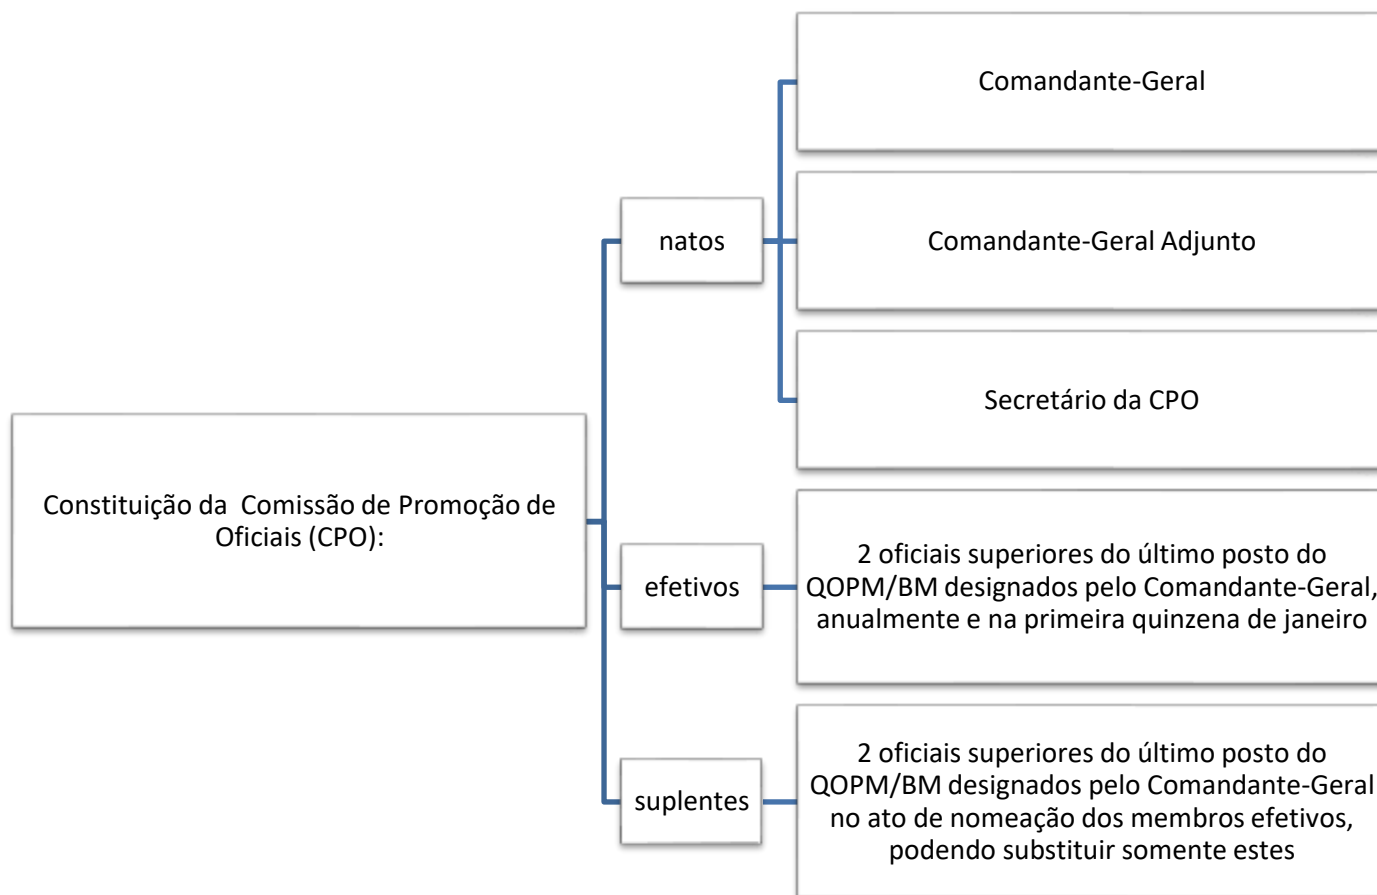 Constituição da  Comissão de Promoção de
Oficiais (CPO):
natos
Comandante-Geral
Comandante-Geral Adjunto
Secretário da CPO
efetivos
2 oficiais superiores do último posto do
QOPM/BM designados pelo Comandante-Geral,
anualmente e na primeira quinzena de janeiro
suplentes
2 oficiais superiores do último posto do
QOPM/BM designados pelo Comandante-Geral
no ato de nomeação dos membros efetivos,
podendo substituir somente estes